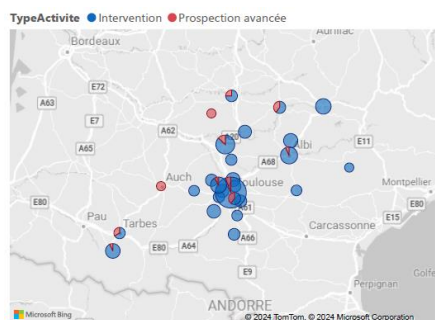 TypeActivite Intervention Prospection avancée
Bordeaux
Aurillac
E72
A63
E7
A62
A20
A65
Albi
E11
A68
Auch
oulouse
Montpellier
E80
A61
E80
E15
Pau
Tarbes
Carcassonne
E80
A64
A66
E9
Golfe
Perpignan
ANDORRE
Microsoft Bing
© 2024 TomTom, © 2024 Microsoft Corporation